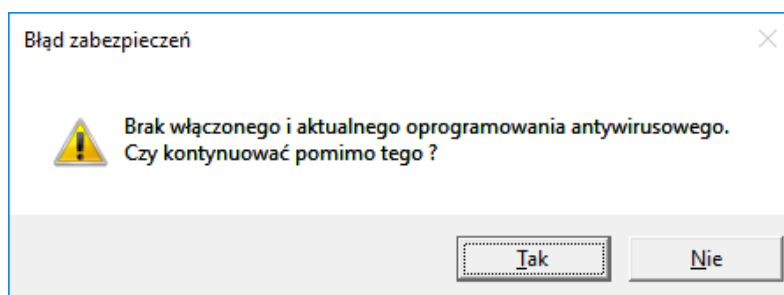 Błąd zabezpieczeń
Brak włączonego i aktualnego oprogramowania antywirusowego.
Czy kontynuować pomimo tego ?
Tak
Nie